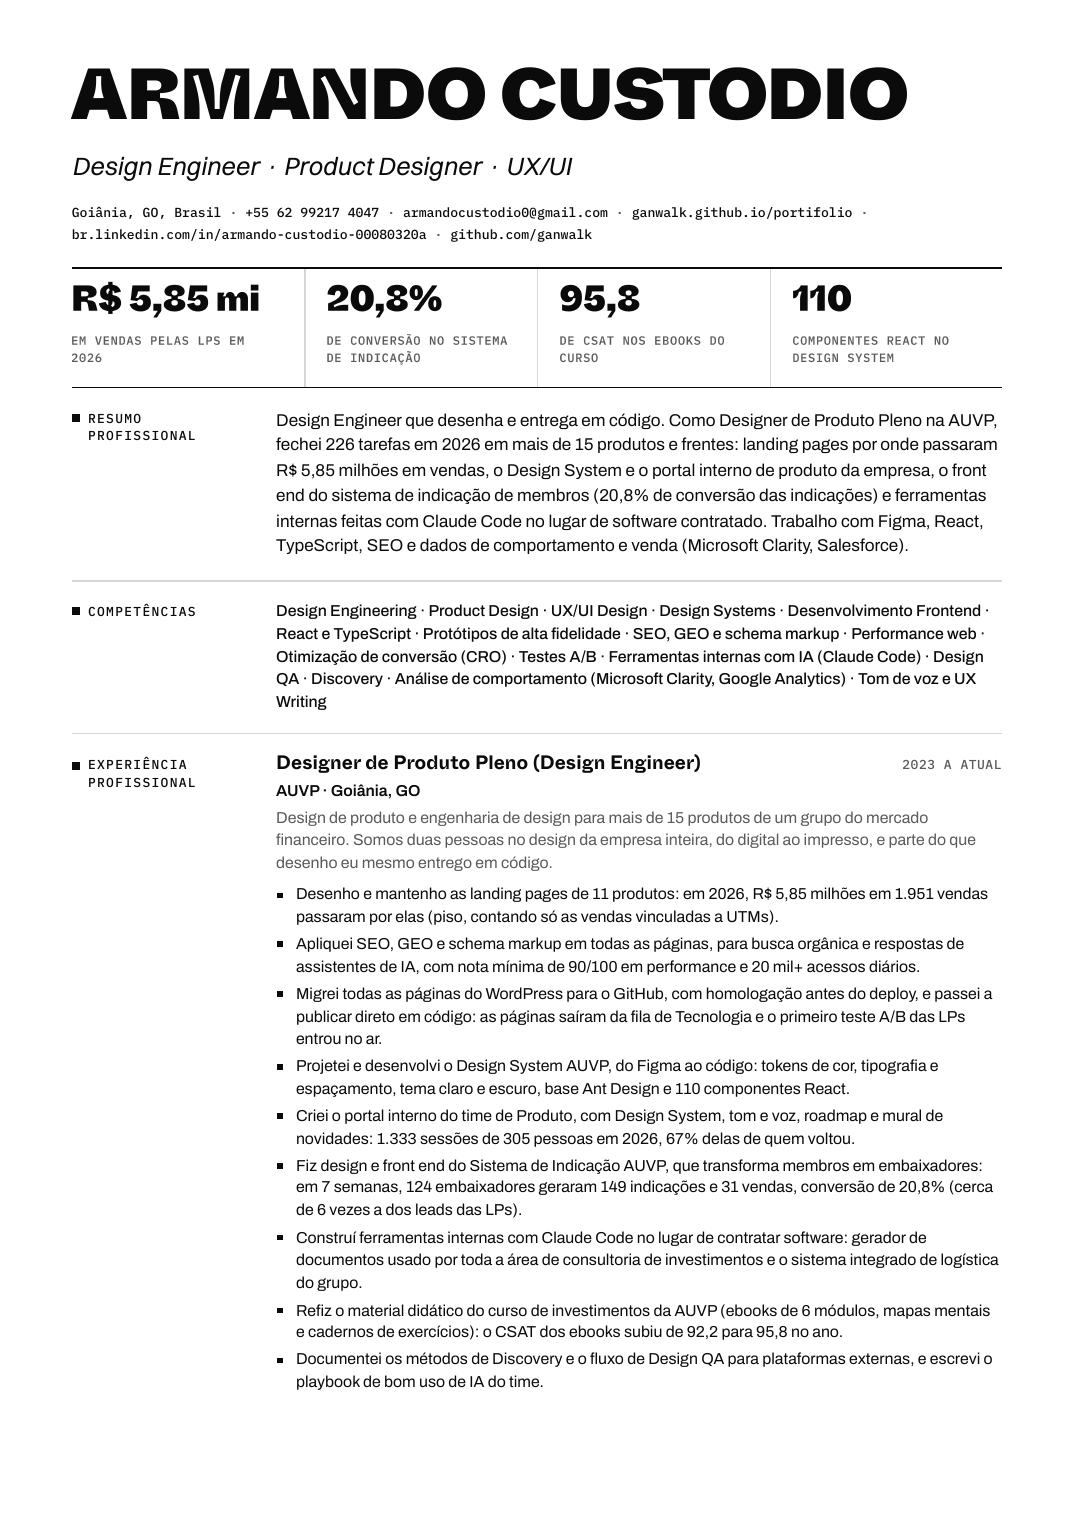 ARMANDO CUSTODIO
Design Engineer · Product Designer · UX/UI
Goiânia, GO, Brasil · +55 62 99217 4047 · armandocustodio0@gmail.com · ganwalk.github.io/portifolio ·
br.linkedin.com/in/armando-custodio-00080320a · github.com/ganwalk
R$ 5,85 mi
EM VENDAS PELAS LPS EM
2026
20,8%
DE CONVERSÃO NO SISTEMA
DE INDICAÇÃO
95,8
DE CSAT NOS EBOOKS DO
CURSO
110
COMPONENTES REACT NO
DESIGN SYSTEM
RESUMO
PROFISSIONAL
Design Engineer que desenha e entrega em código. Como Designer de Produto Pleno na AUVP,
fechei 226 tarefas em 2026 em mais de 15 produtos e frentes: landing pages por onde passaram
R$ 5,85 milhões em vendas, o Design System e o portal interno de produto da empresa, o front
end do sistema de indicação de membros (20,8% de conversão das indicações) e ferramentas
internas feitas com Claude Code no lugar de software contratado. Trabalho com Figma, React,
TypeScript, SEO e dados de comportamento e venda (Microsoft Clarity, Salesforce).
COMPETÊNCIAS
Design Engineering · Product Design · UX/UI Design · Design Systems · Desenvolvimento Frontend ·
React e TypeScript · Protótipos de alta fidelidade · SEO, GEO e schema markup · Performance web ·
Otimização de conversão (CRO) · Testes A/B · Ferramentas internas com IA (Claude Code) · Design
QA · Discovery · Análise de comportamento (Microsoft Clarity, Google Analytics) · Tom de voz e UX
Writing
EXPERIÊNCIA
PROFISSIONAL
Designer de Produto Pleno (Design Engineer)
2023 A ATUAL
AUVP · Goiânia, GO
Design de produto e engenharia de design para mais de 15 produtos de um grupo do mercado
financeiro. Somos duas pessoas no design da empresa inteira, do digital ao impresso, e parte do que
desenho eu mesmo entrego em código.
Desenho e mantenho as landing pages de 11 produtos: em 2026, R$ 5,85 milhões em 1.951 vendas
passaram por elas (piso, contando só as vendas vinculadas a UTMs).
Apliquei SEO, GEO e schema markup em todas as páginas, para busca orgânica e respostas de
assistentes de IA, com nota mínima de 90/100 em performance e 20 mil+ acessos diários.
Migrei todas as páginas do WordPress para o GitHub, com homologação antes do deploy, e passei a
publicar direto em código: as páginas saíram da fila de Tecnologia e o primeiro teste A/B das LPs
entrou no ar.
Projetei e desenvolvi o Design System AUVP, do Figma ao código: tokens de cor, tipografia e
espaçamento, tema claro e escuro, base Ant Design e 110 componentes React.
Criei o portal interno do time de Produto, com Design System, tom e voz, roadmap e mural de
novidades: 1.333 sessões de 305 pessoas em 2026, 67% delas de quem voltou.
Fiz design e front end do Sistema de Indicação AUVP, que transforma membros em embaixadores:
em 7 semanas, 124 embaixadores geraram 149 indicações e 31 vendas, conversão de 20,8% (cerca
de 6 vezes a dos leads das LPs).
Construí ferramentas internas com Claude Code no lugar de contratar software: gerador de
documentos usado por toda a área de consultoria de investimentos e o sistema integrado de logística
do grupo.
Refiz o material didático do curso de investimentos da AUVP (ebooks de 6 módulos, mapas mentais
e cadernos de exercícios): o CSAT dos ebooks subiu de 92,2 para 95,8 no ano.
Documentei os métodos de Discovery e o fluxo de Design QA para plataformas externas, e escrevi o
playbook de bom uso de IA do time.